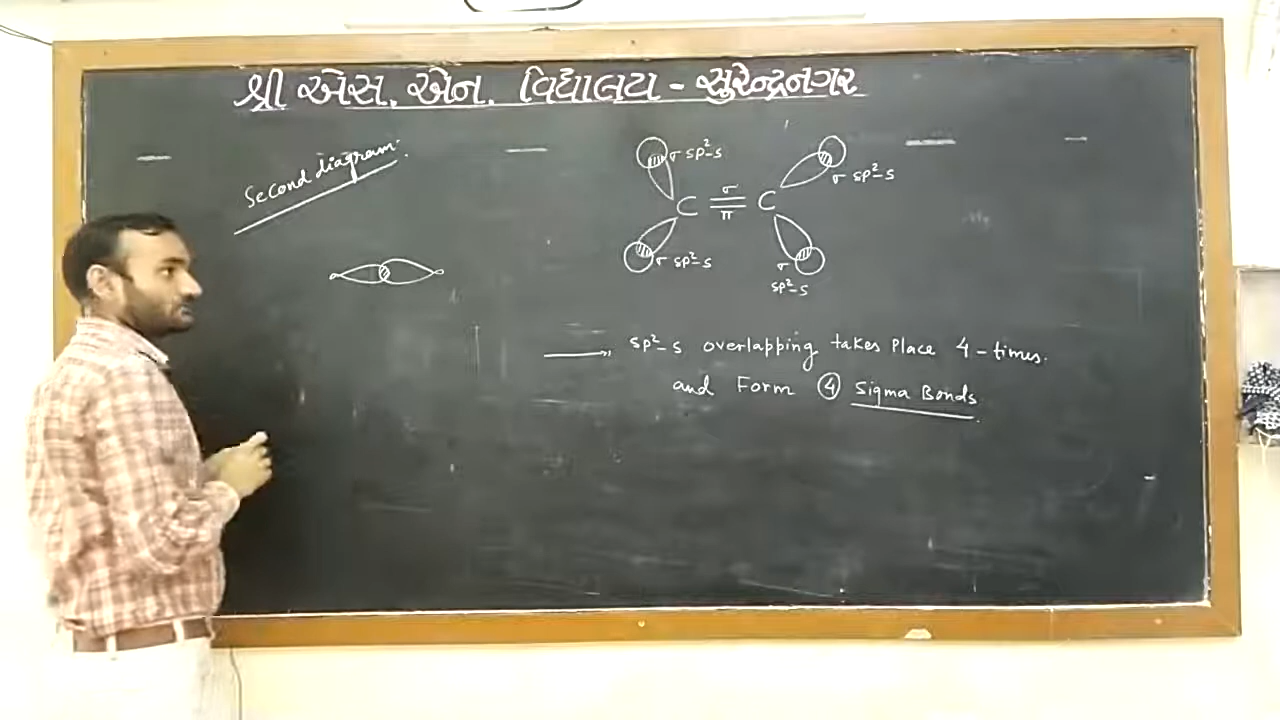 શ્રી એસ. એન. વિદ્યાલય - સુરેન્દ્રનગર
Second diagram:
σ sp²-s
σ sp²-s
C σ π C
σ sp²-s
σ sp²-s
sp²-s overlapping takes Place 4-times.
and Form ④ Sigma Bonds.